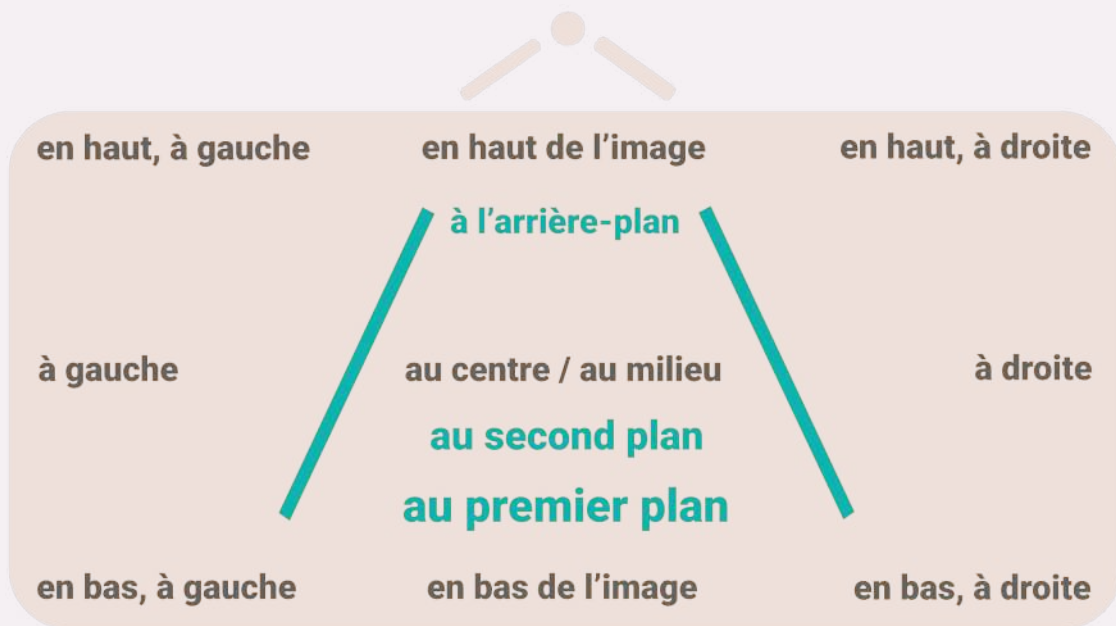 en haut, à gauche en haut de l’image en haut, à droite
à l’arrière-plan
à gauche au centre / au milieu à droite
au second plan
au premier plan
en bas, à gauche en bas de l’image en bas, à droite